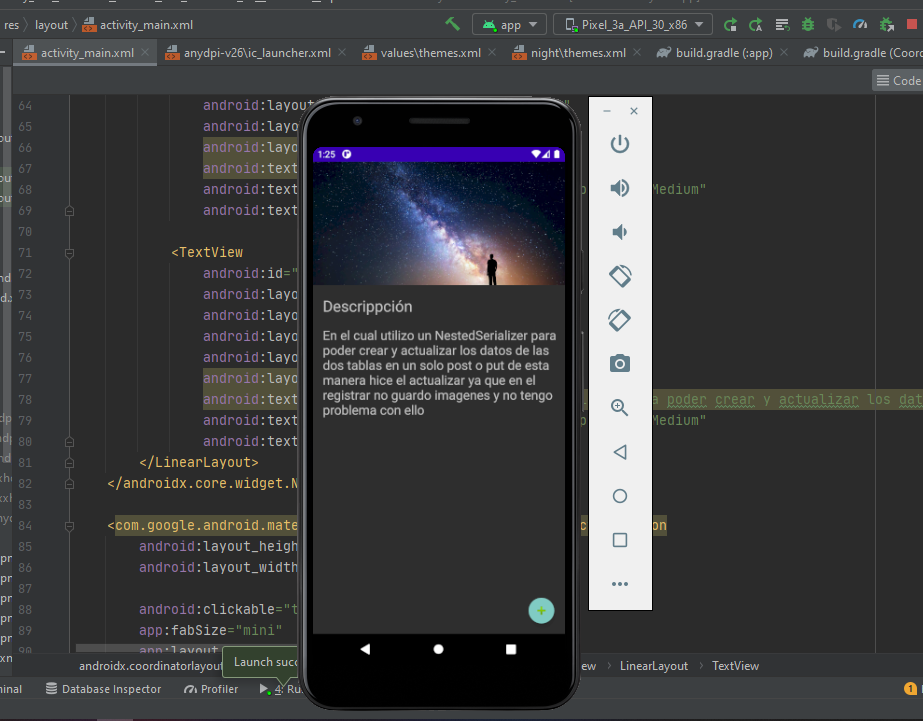 res › layout › activity_main.xml
app
Pixel_3a_API_30_x86
activity_main.xml
anydpi-v26\ic_launcher.xml
values\themes.xml
night\themes.xml
build.gradle (:app)
build.gradle (Coord
Code
64 android:layout "
65 android:layo
66 android:layo
67 android:text
68 android:text Medium"
69 android:text
70
71 <TextView
72 android:id="
73 android:layo
74 android:layo
75 android:layo
76 android:layo
77 android:layo
78 android:text a poder crear y actualizar los dat
79 android:text Medium"
80 android:text
81 </LinearLayout>
82 </androidx.core.widget.N
83
84 <com.google.android.mate on
85 android:layout_heigh
86 android:layout_width
87
88 android:clickable="t
89 app:fabSize="mini"
90 app:layout
1:25
Descrippción
En el cual utilizo un NestedSerializer para
poder crear y actualizar los datos de las
dos tablas en un solo post o put de esta
manera hice el actualizar ya que en el
registrar no guardo imagenes y no tengo
problema con ello
androidx.coordinatorlayout
ew › LinearLayout › TextView
Launch succ
minal
Database Inspector
Profiler
4: Ru
1